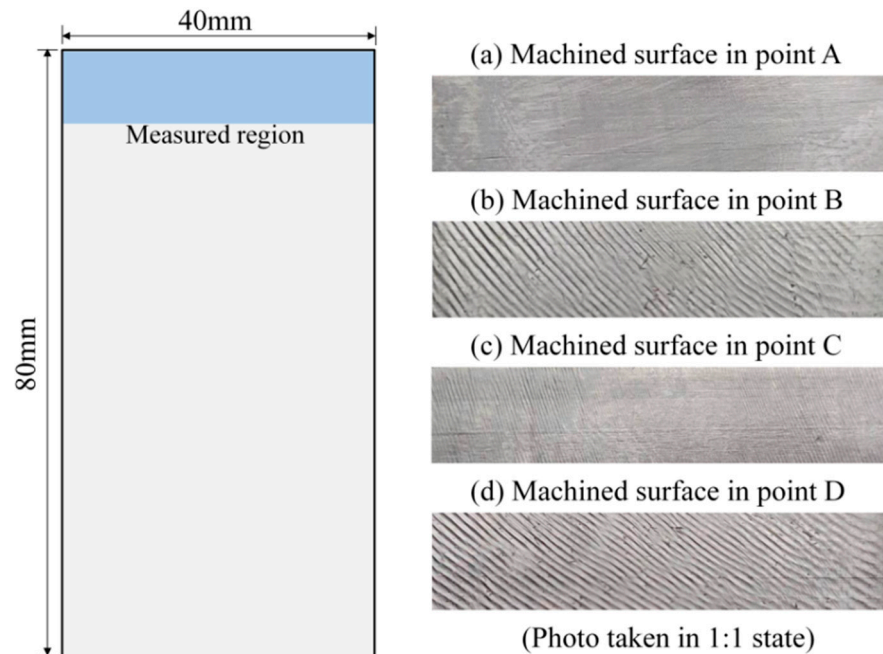 40mm
Measured region
80mm
(a) Machined surface in point A
(b) Machined surface in point B
(c) Machined surface in point C
(d) Machined surface in point D
(Photo taken in 1:1 state)